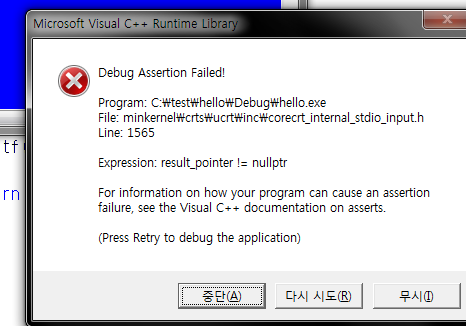 Microsoft Visual C++ Runtime Library
Debug Assertion Failed!
Program: C:₩test₩hello₩Debug₩hello.exe
File: minkernel₩crts₩ucrt₩inc₩corecrt_internal_stdio_input.h
Line: 1565
Expression: result_pointer != nullptr
For information on how your program can cause an assertion
failure, see the Visual C++ documentation on asserts.
(Press Retry to debug the application)
tf
rn
중단(A) 다시 시도(R) 무시(I)